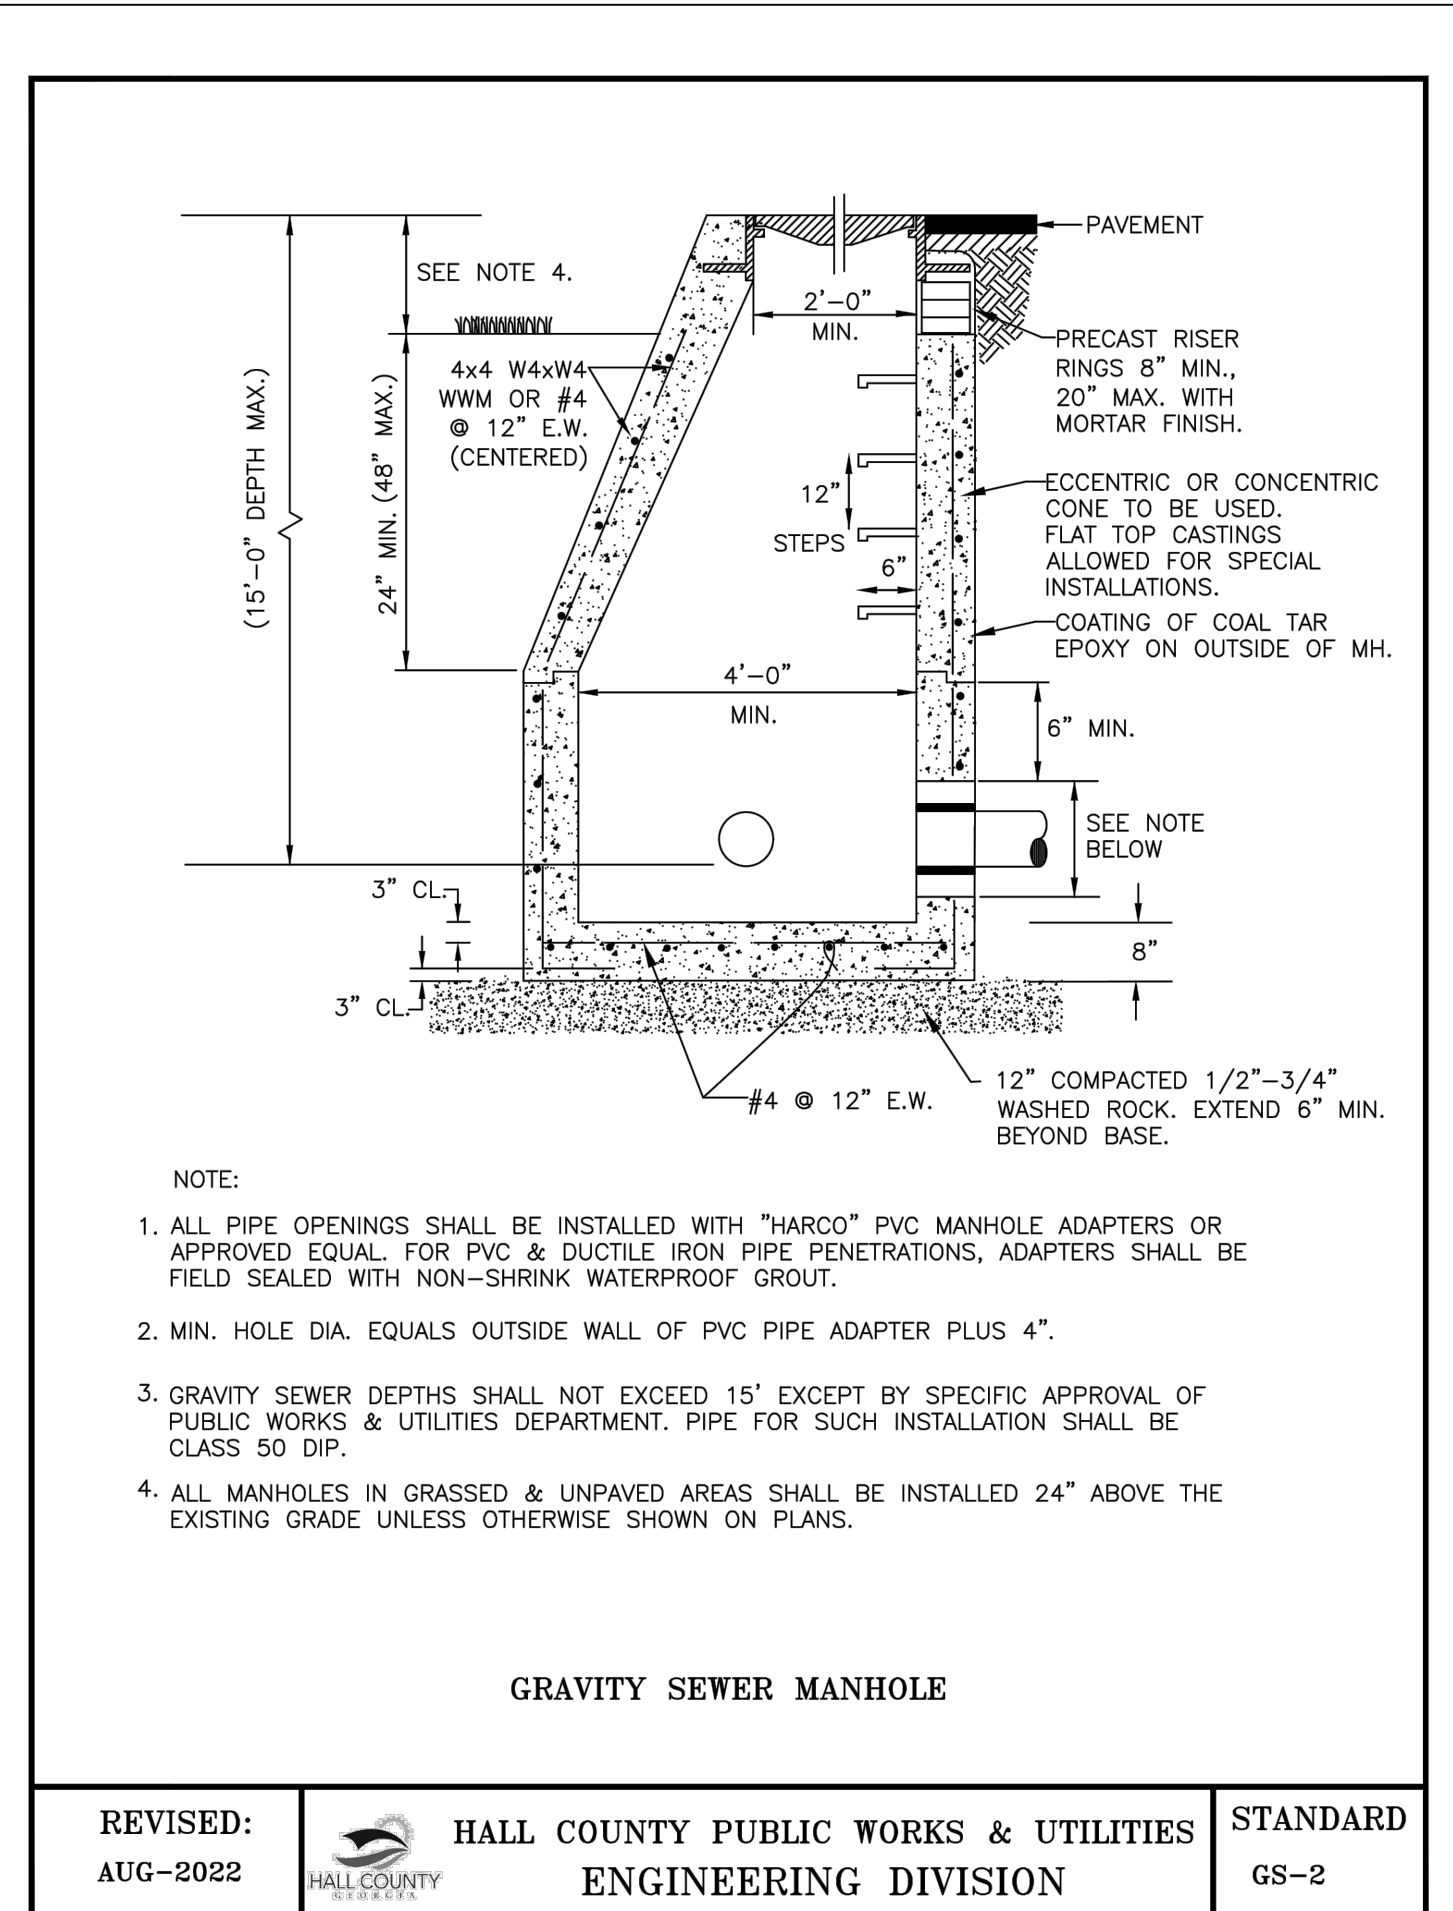 PAVEMENT
SEE NOTE 4.
2'-0"
MIN.
PRECAST RISER
RINGS 8" MIN.,
20" MAX. WITH
MORTAR FINISH.
4x4 W4xW4
WWM OR #4
@ 12" E.W.
(CENTERED)
(15'-0" DEPTH MAX.)
24" MIN. (48" MAX.)
12"
STEPS
6"
ECCENTRIC OR CONCENTRIC
CONE TO BE USED.
FLAT TOP CASTINGS
ALLOWED FOR SPECIAL
INSTALLATIONS.
COATING OF COAL TAR
EPOXY ON OUTSIDE OF MH.
4'-0"
MIN.
6" MIN.
SEE NOTE
BELOW
3" CL.
8"
3" CL.
#4 @ 12" E.W.
12" COMPACTED 1/2"-3/4"
WASHED ROCK. EXTEND 6" MIN.
BEYOND BASE.
NOTE:
1. ALL PIPE OPENINGS SHALL BE INSTALLED WITH "HARCO" PVC MANHOLE ADAPTERS OR
APPROVED EQUAL. FOR PVC & DUCTILE IRON PIPE PENETRATIONS, ADAPTERS SHALL BE
FIELD SEALED WITH NON-SHRINK WATERPROOF GROUT.
2. MIN. HOLE DIA. EQUALS OUTSIDE WALL OF PVC PIPE ADAPTER PLUS 4".
3. GRAVITY SEWER DEPTHS SHALL NOT EXCEED 15' EXCEPT BY SPECIFIC APPROVAL OF
PUBLIC WORKS & UTILITIES DEPARTMENT. PIPE FOR SUCH INSTALLATION SHALL BE
CLASS 50 DIP.
4. ALL MANHOLES IN GRASSED & UNPAVED AREAS SHALL BE INSTALLED 24" ABOVE THE
EXISTING GRADE UNLESS OTHERWISE SHOWN ON PLANS.
GRAVITY SEWER MANHOLE
REVISED:
AUG-2022
HALL COUNTY
GEORGIA
HALL COUNTY PUBLIC WORKS & UTILITIES
ENGINEERING DIVISION
STANDARD
GS-2